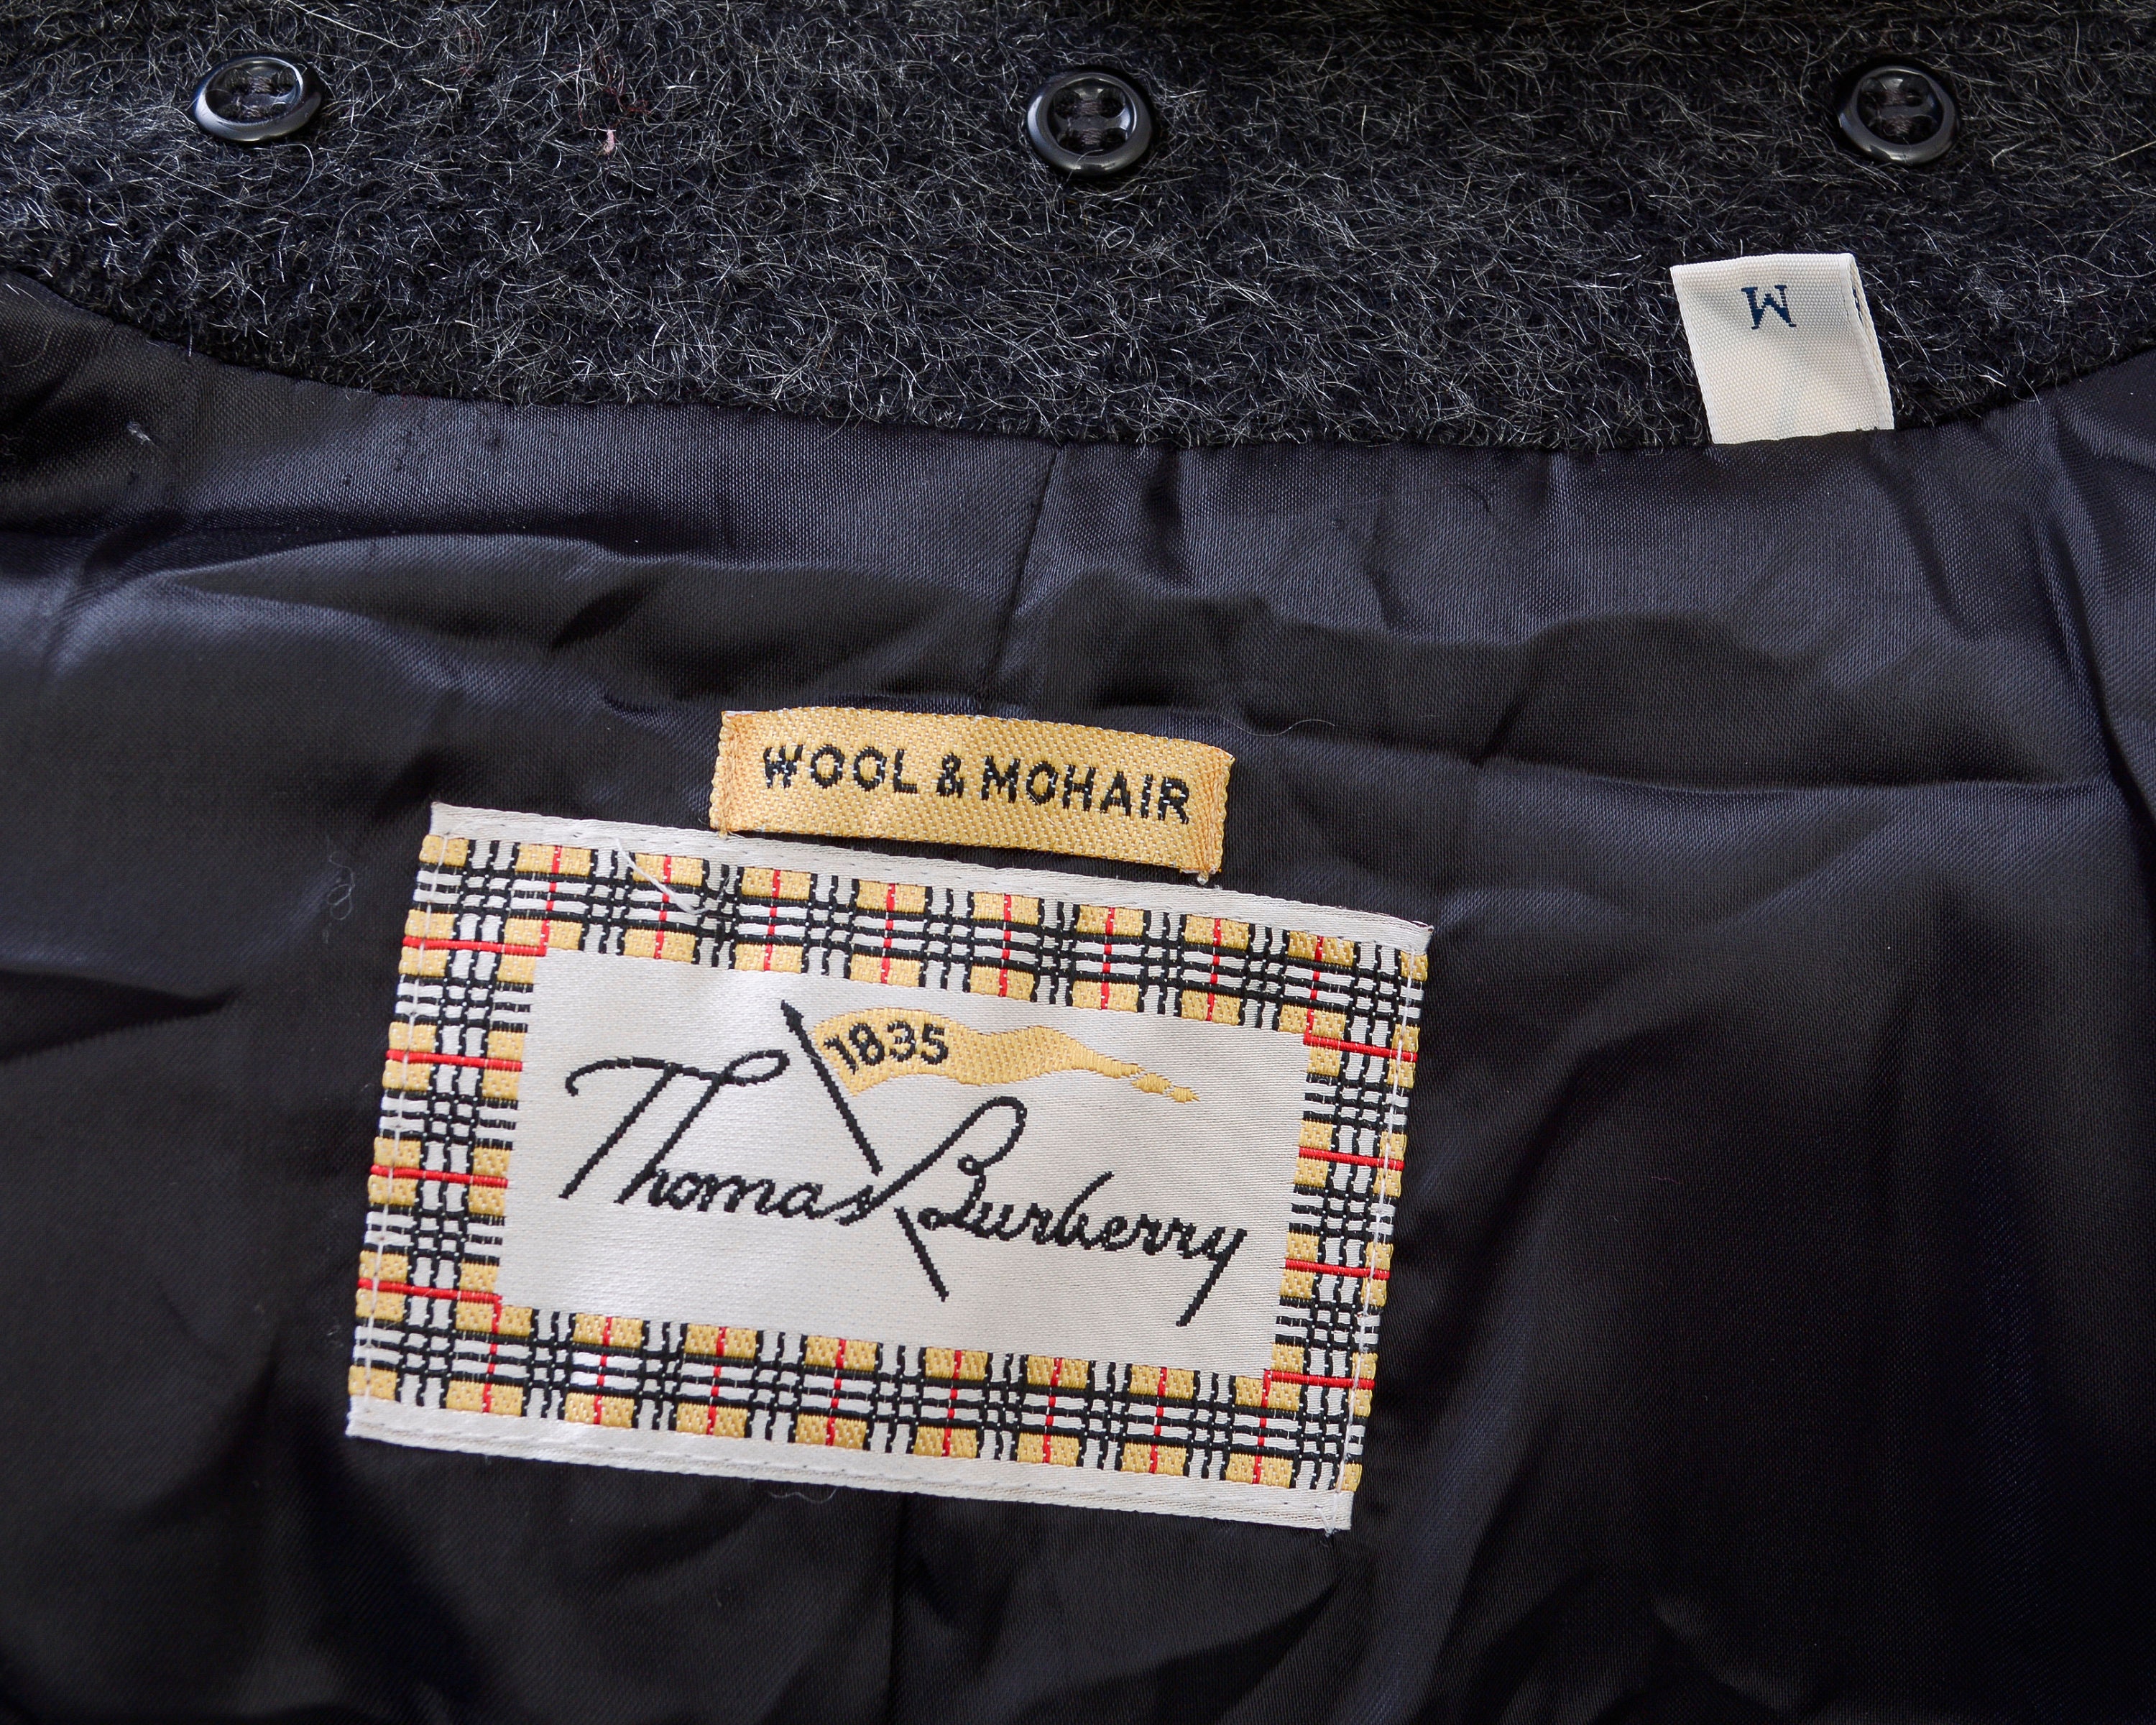 M
WOOL & MOHAIR
1835
Thomas Burberry